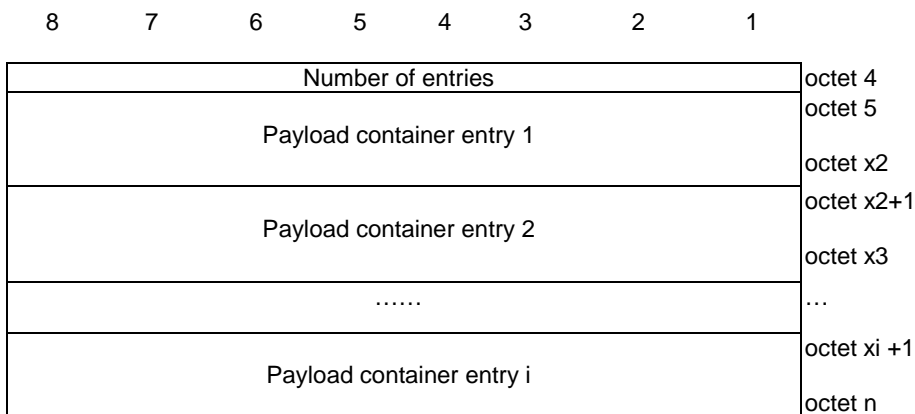 8 7 6 5 4 3 2 1
Number of entries octet 4
octet 5
Payload container entry 1
octet x2
octet x2+1
Payload container entry 2
octet x3
…… …
octet xi +1
Payload container entry i
octet n